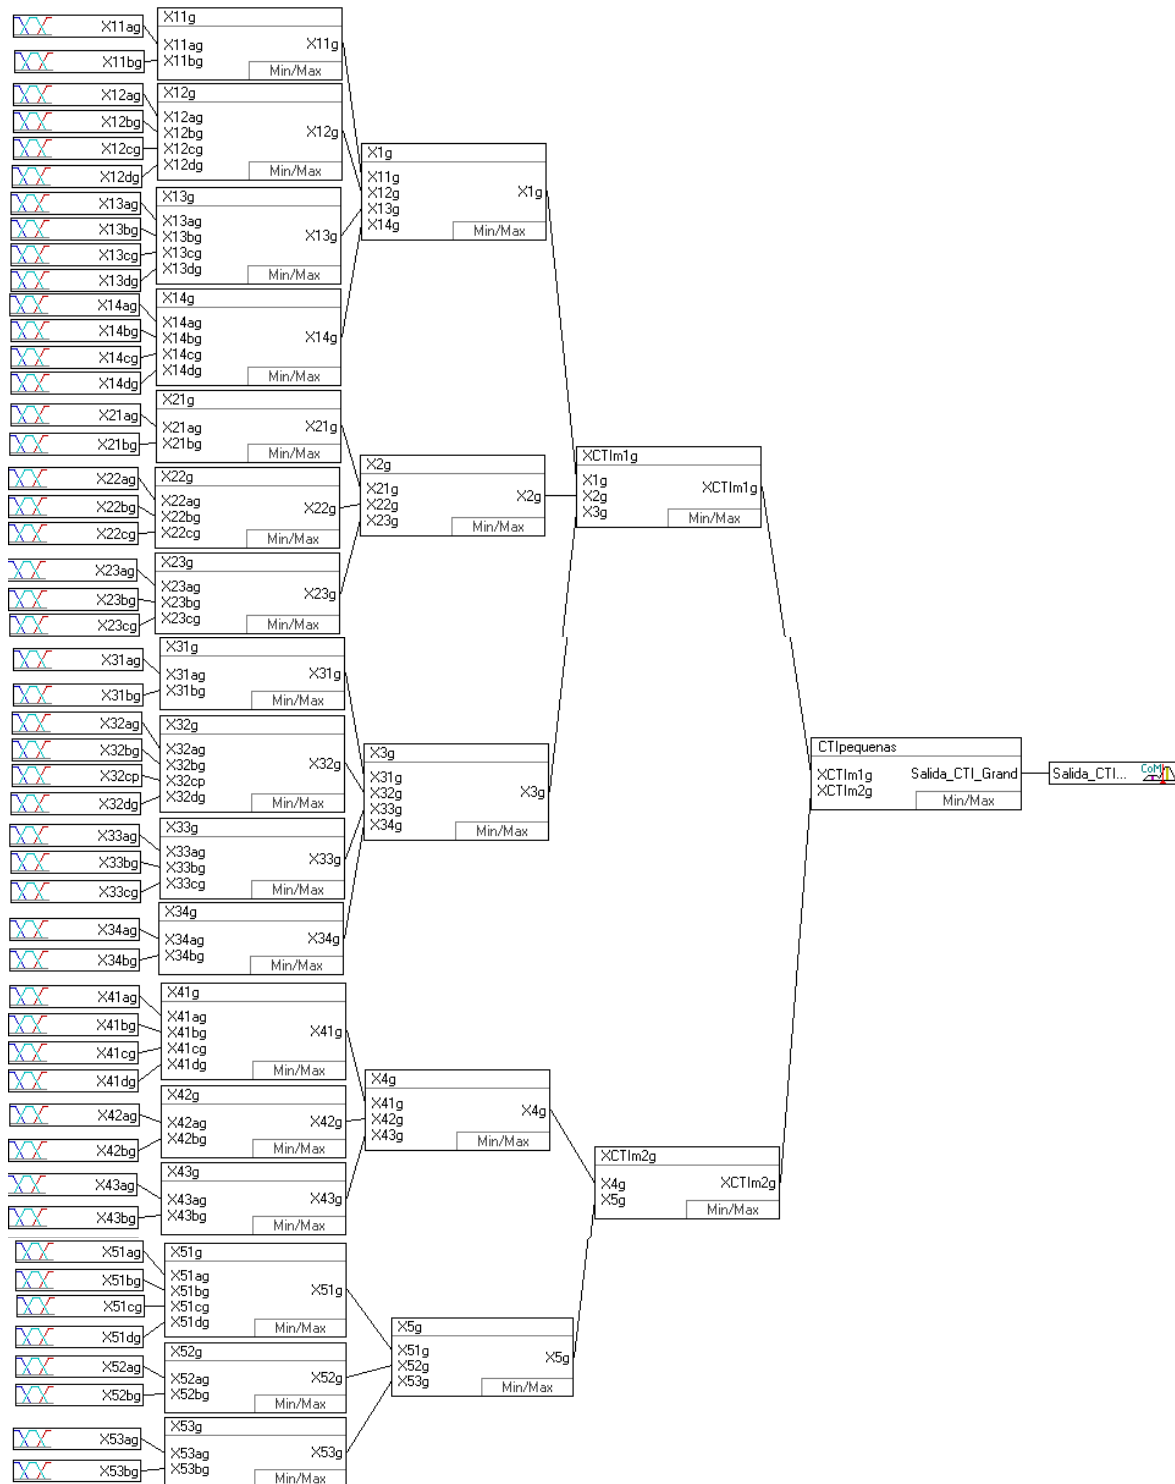 X11ag
X11bg
X12ag
X12bg
X12cg
X12dg
X13ag
X13bg
X13cg
X13dg
X14ag
X14bg
X14cg
X14dg
X21ag
X21bg
X22ag
X22bg
X22cg
X23ag
X23bg
X23cg
X31ag
X31bg
X32ag
X32bg
X32cp
X32dg
X33ag
X33bg
X33cg
X34ag
X34bg
X41ag
X41bg
X41cg
X41dg
X42ag
X42bg
X43ag
X43bg
X51ag
X51bg
X51cg
X51dg
X52ag
X52bg
X53ag
X53bg
X11g
X11ag X11g
X11bg
Min/Max
X12g
X12ag
X12bg X12g
X12cg
X12dg
Min/Max
X13g
X13ag
X13bg X13g
X13cg
X13dg
Min/Max
X14g
X14ag
X14bg X14g
X14cg
X14dg
Min/Max
X21g
X21ag X21g
X21bg
Min/Max
X22g
X22ag X22g
X22bg
X22cg
Min/Max
X23g
X23ag X23g
X23bg
X23cg
Min/Max
X31g
X31ag X31g
X31bg
Min/Max
X32g
X32ag
X32bg X32g
X32cp
X32dg
Min/Max
X33g
X33ag X33g
X33bg
X33cg
Min/Max
X34g
X34ag X34g
X34bg
Min/Max
X41g
X41ag
X41bg X41g
X41cg
X41dg
Min/Max
X42g
X42ag X42g
X42bg
Min/Max
X43g
X43ag X43g
X43bg
Min/Max
X51g
X51ag
X51bg X51g
X51cg
X51dg
Min/Max
X52g
X52ag X52g
X52bg
Min/Max
X53g
X53ag X53g
X53bg
Min/Max
X1g
X11g
X12g X1g
X13g
X14g
Min/Max
X2g
X21g X2g
X22g
X23g
Min/Max
X3g
X31g
X32g X3g
X33g
X34g
Min/Max
X4g
X41g X4g
X42g
X43g
Min/Max
X5g
X51g X5g
X52g
X53g
Min/Max
XCTIm1g
X1g XCTIm1g
X2g
X3g
Min/Max
XCTIm2g
X4g XCTIm2g
X5g
Min/Max
CTIpequenas
XCTIm1g Salida_CTI_Grand
XCTIm2g
Min/Max
Salida_CTI... CoM